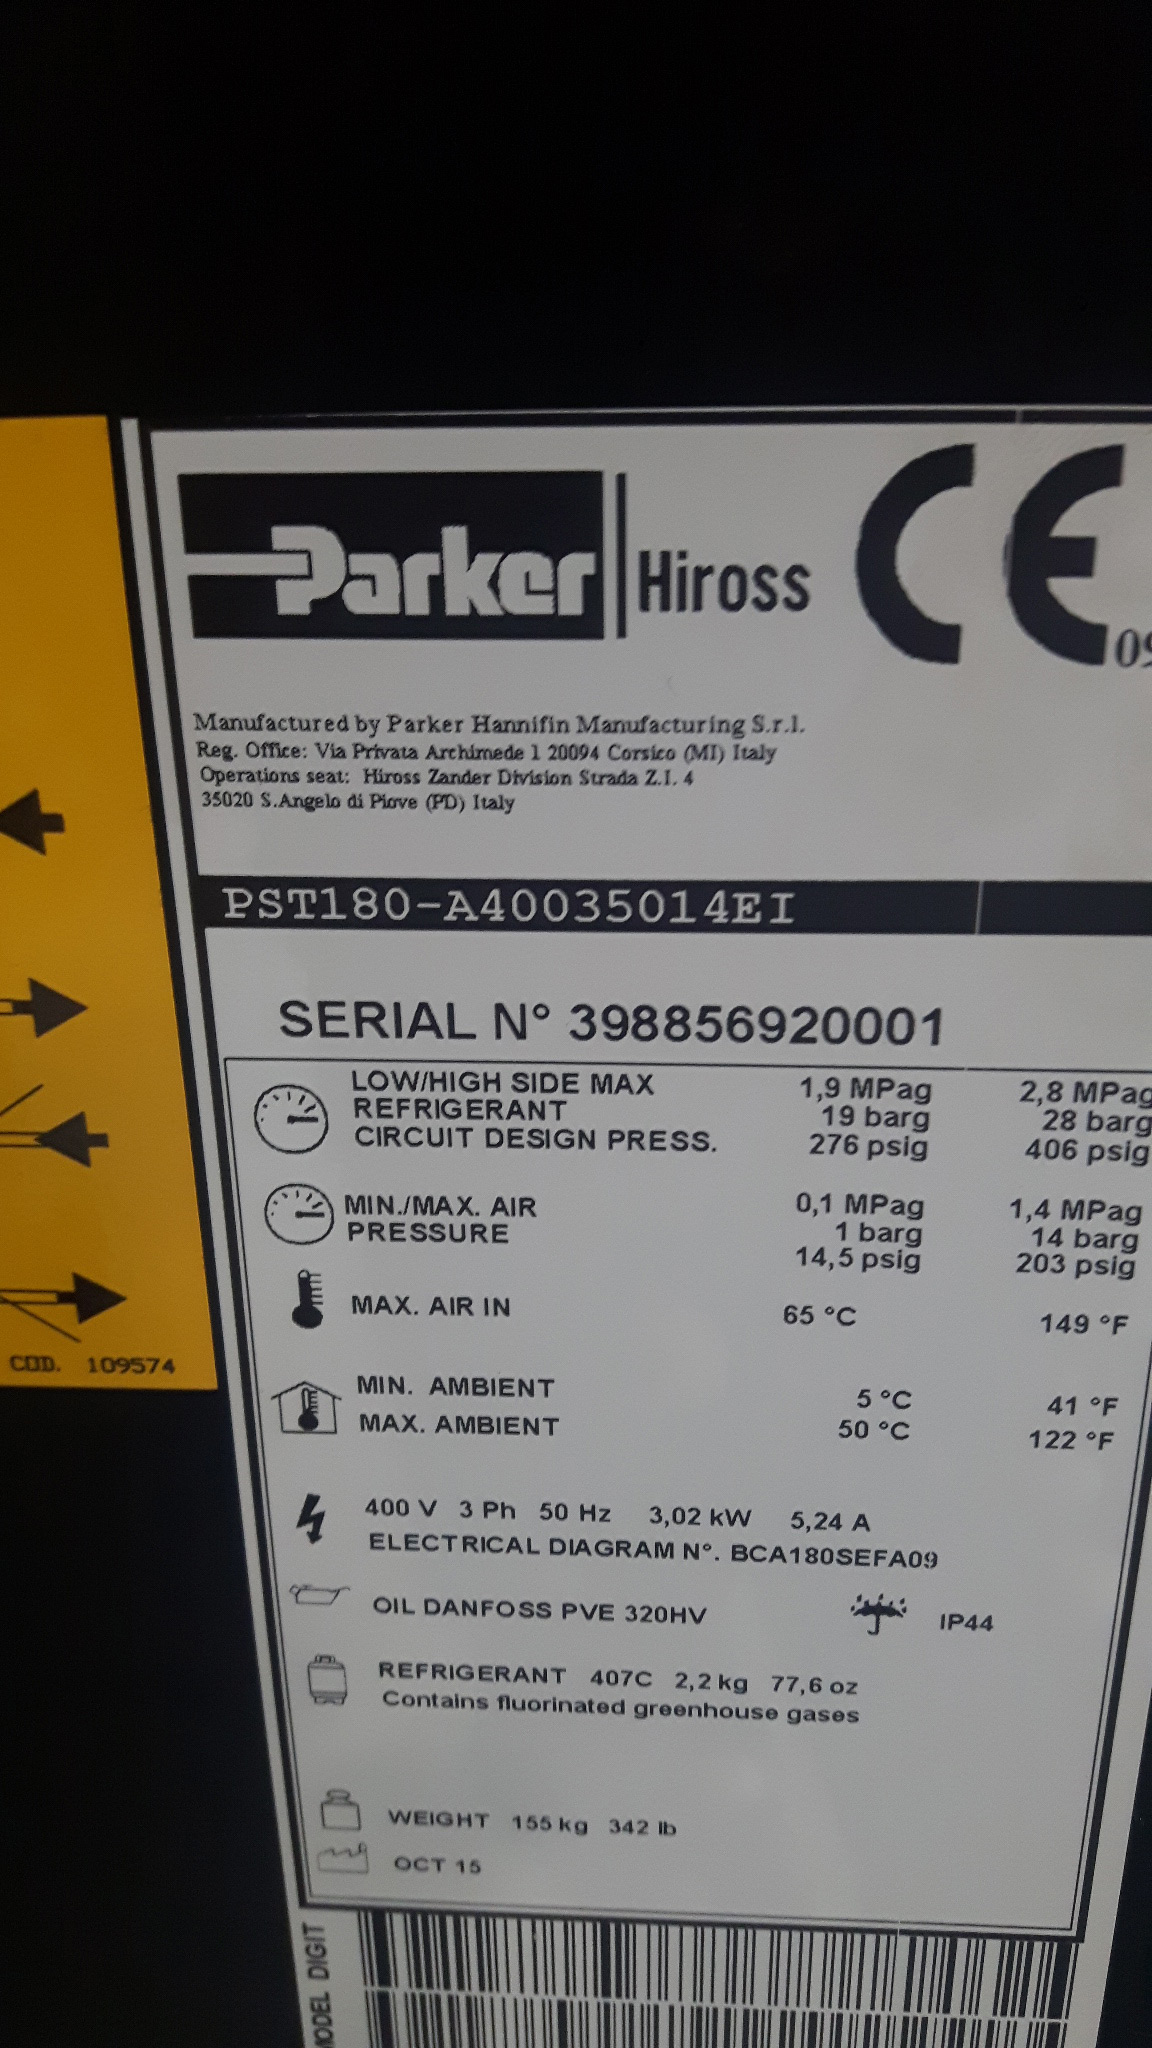 Parker Hiross CE
Manufactured by Parker Hannifin Manufacturing S.r.l.
Reg. Office: Via Privata Archimede 1 20094 Corsico (MI) Italy
Operations seat: Hiross Zander Division Strada Z.I. 4
35020 S.Angelo di Piove (PD) Italy
PST180-A40035014EI
SERIAL N° 398856920001
LOW/HIGH SIDE MAX 1,9 MPag 2,8 MPag
REFRIGERANT 19 barg 28 barg
CIRCUIT DESIGN PRESS. 276 psig 406 psig
MIN./MAX. AIR 0,1 MPag 1,4 MPag
PRESSURE 1 barg 14 barg
14,5 psig 203 psig
MAX. AIR IN 65 °C 149 °F
COD. 109574
MIN. AMBIENT 5 °C 41 °F
MAX. AMBIENT 50 °C 122 °F
400 V 3 Ph 50 Hz 3,02 kW 5,24 A
ELECTRICAL DIAGRAM N°. BCA180SEFA09
OIL DANFOSS PVE 320HV IP44
REFRIGERANT 407C 2,2 kg 77,6 oz
Contains fluorinated greenhouse gases
WEIGHT 155 kg 342 lb
OCT 15
MODEL DIGIT